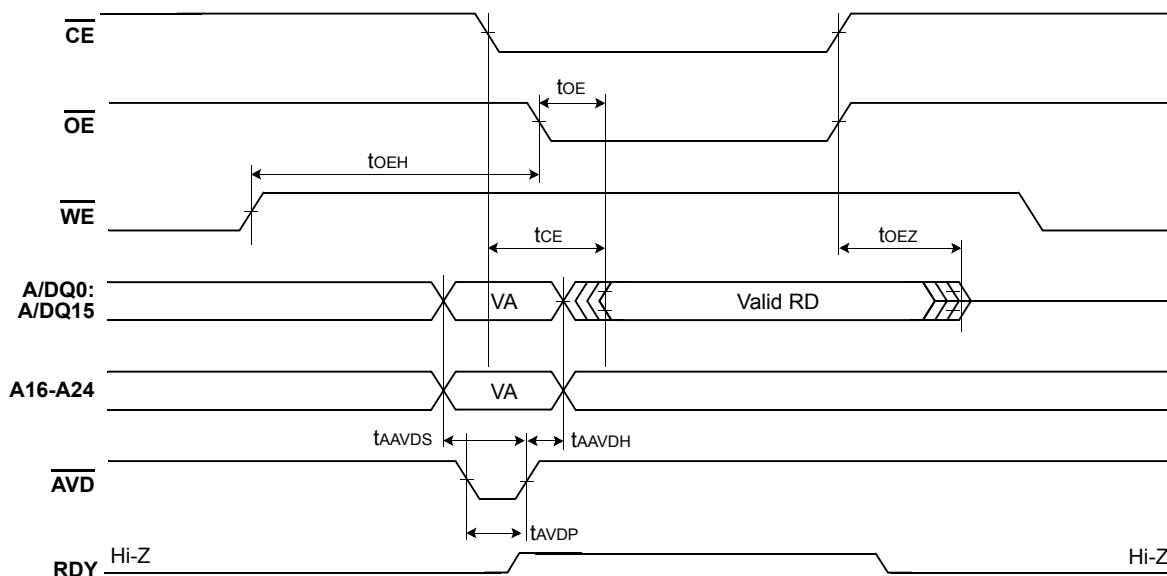 CE
tOE
OE
tOEH
WE
tCE
tOEZ
A/DQ0:
A/DQ15
VA
Valid RD
A16-A24
VA
tAAVDS
tAAVDH
AVD
tAVDP
Hi-Z
Hi-Z
RDY